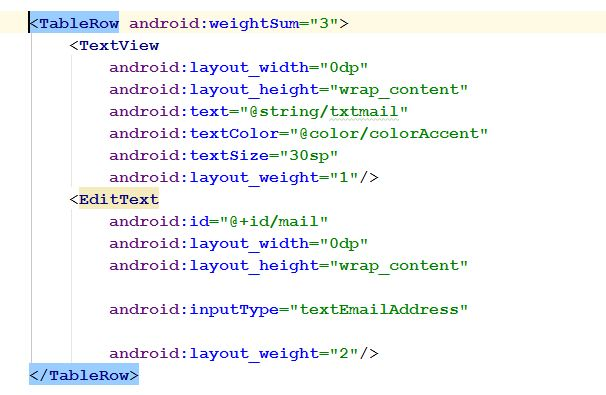 <TableRow android:weightSum="3">
<TextView
android:layout_width="0dp"
android:layout_height="wrap_content"
android:text="@string/txtmail"
android:textColor="@color/colorAccent"
android:textSize="30sp"
android:layout_weight="1"/>
<EditText
android:id="@+id/mail"
android:layout_width="0dp"
android:layout_height="wrap_content"
android:inputType="textEmailAddress"
android:layout_weight="2"/>
</TableRow>